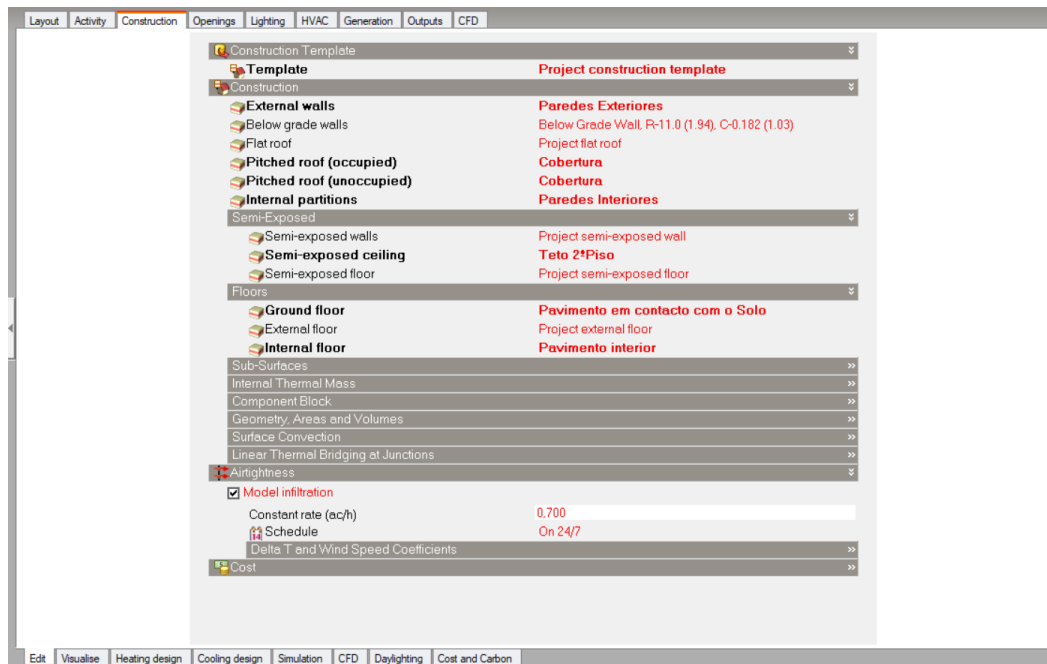 Layout Activity Construction Openings Lighting HVAC Generation Outputs CFD
Construction Template
Template Project construction template
Construction
External walls Paredes Exteriores
Below grade walls Below Grade Wall, R-11.0 (1.94), C-0.182 (1.03)
Flat roof Project flat roof
Pitched roof (occupied) Cobertura
Pitched roof (unoccupied) Cobertura
Internal partitions Paredes Interiores
Semi-Exposed
Semi-exposed walls Project semi-exposed wall
Semi-exposed ceiling Teto 2ºPiso
Semi-exposed floor Project semi-exposed floor
Floors
Ground floor Pavimento em contacto com o Solo
External floor Project external floor
Internal floor Pavimento interior
Sub-Surfaces
Internal Thermal Mass
Component Block
Geometry, Areas and Volumes
Surface Convection
Linear Thermal Bridging at Junctions
Airtightness
Model infiltration
Constant rate (ac/h) 0,700
Schedule On 24/7
Delta T and Wind Speed Coefficients
Cost
Edit Visualise Heating design Cooling design Simulation CFD Daylighting Cost and Carbon